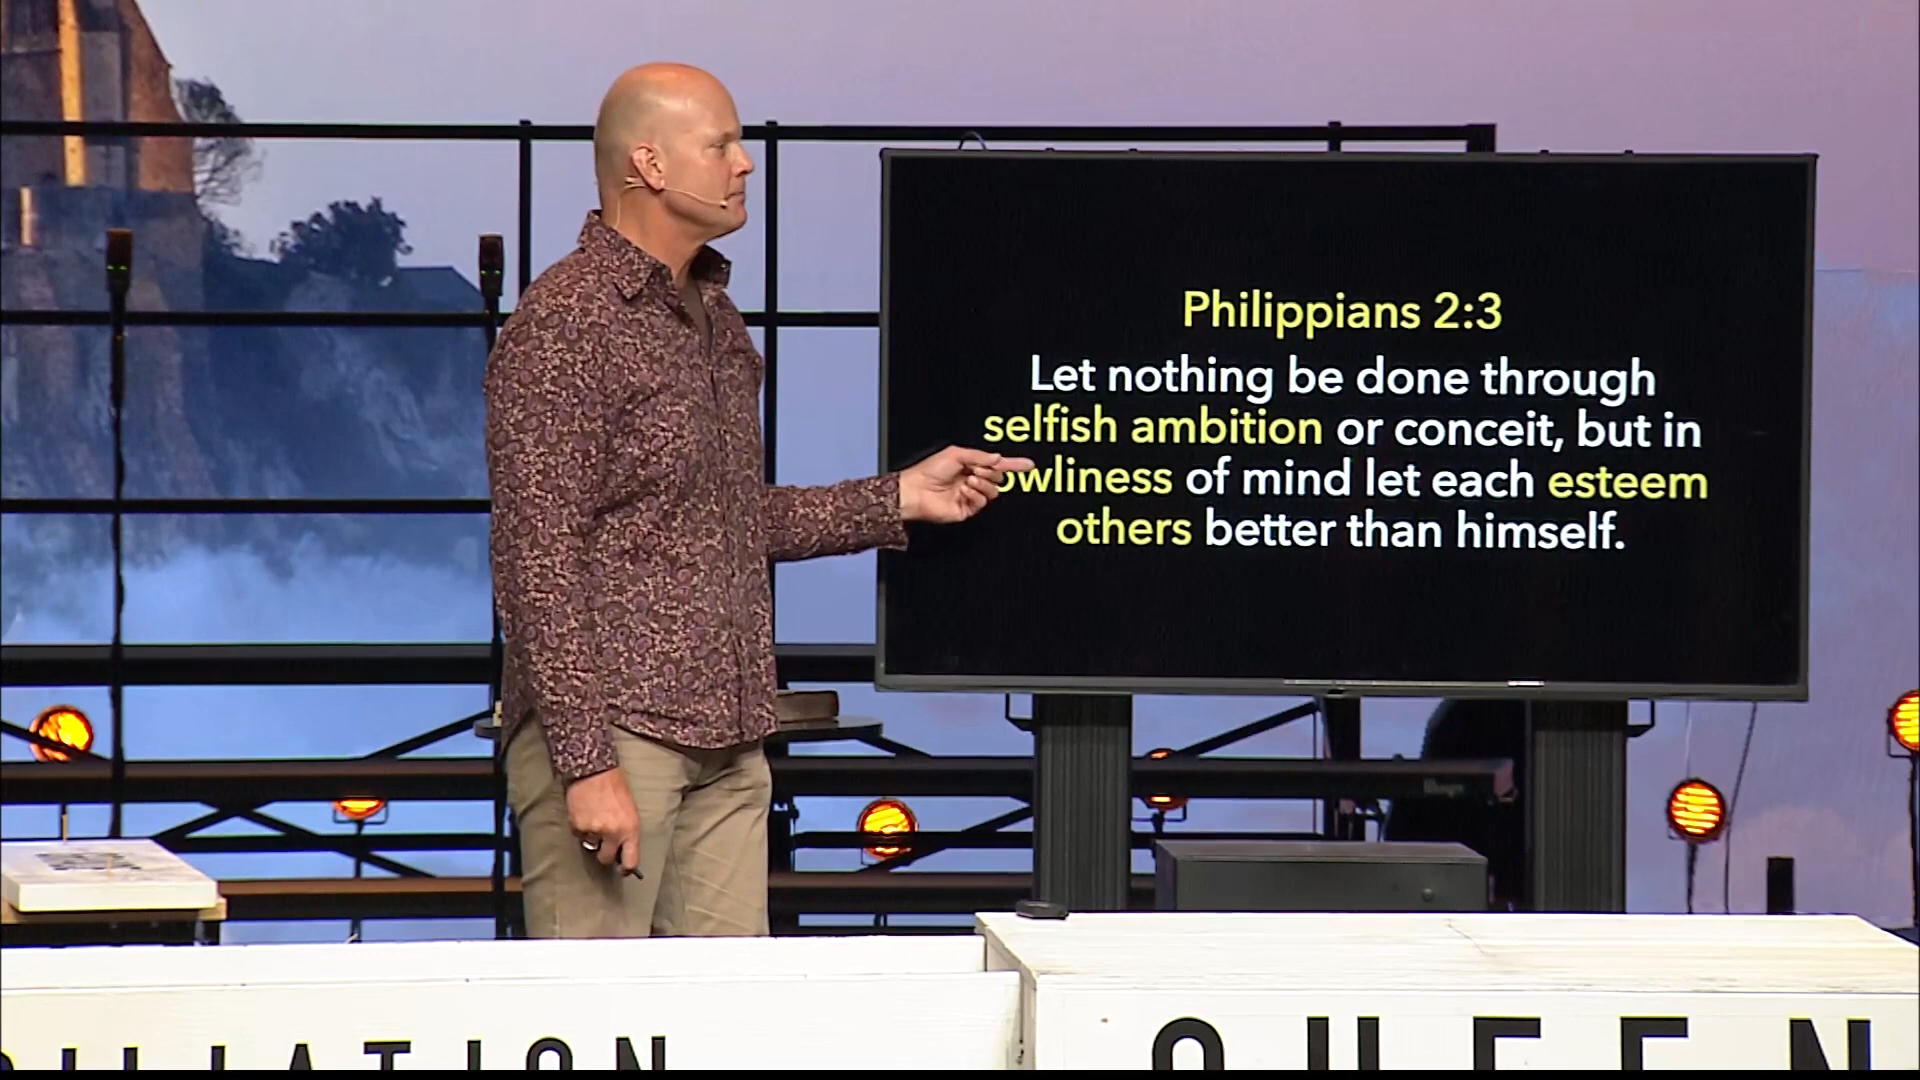 Philippians 2:3
Let nothing be done through
selfish ambition or conceit, but in
owliness of mind let each esteem
others better than himself.
QUEEN